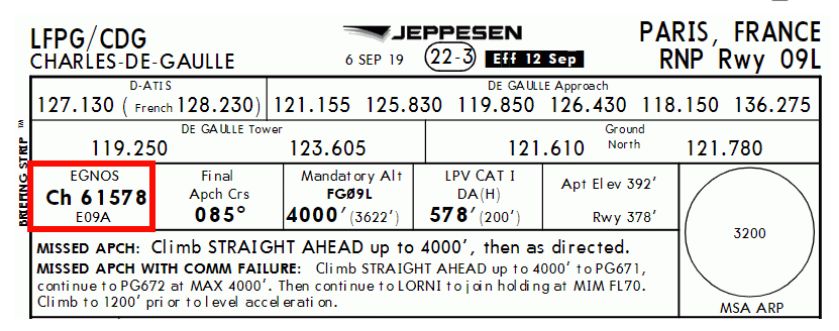 LFPG/CDG
CHARLES-DE-GAULLE
JEPPESEN
6 SEP 19 22-3 Eff 12 Sep
PARIS, FRANCE
RNP Rwy 09L
D-ATIS
127.130 ( French 128.230)
DE GAULLE Approach
121.155 125.830 119.850 126.430 118.150 136.275
DE GAULLE Tower
119.250 123.605
Ground
121.610 North 121.780
BRIEFING STRIP TM
EGNOS
Ch 61578
E09A
Final
Apch Crs
085°
Mandatory Alt
FGØ9L
4000′(3622′)
LPV CAT I
DA(H)
578′(200′)
Apt Elev 392′
Rwy 378′
3200
MSA ARP
MISSED APCH: Climb STRAIGHT AHEAD up to 4000′, then as directed.
MISSED APCH WITH COMM FAILURE: Climb STRAIGHT AHEAD up to 4000′ to PG671,
continue to PG672 at MAX 4000′. Then continue to LORNI to join holding at MIM FL70.
Climb to 1200′ prior to level acceleration.